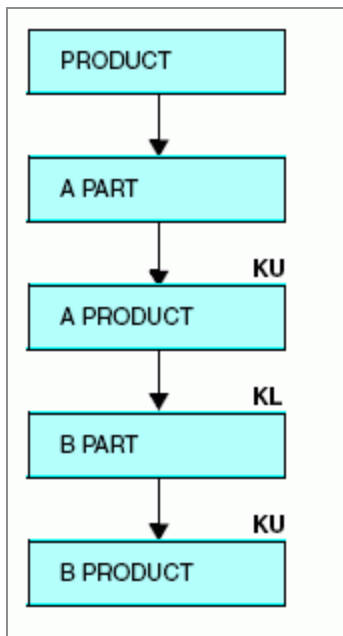 PRODUCT
A PART
KU
A PRODUCT
KL
B PART
KU
B PRODUCT